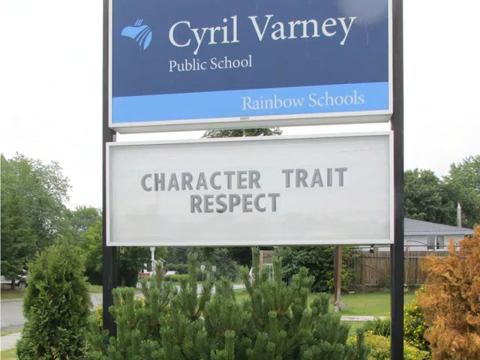 Cyril Varney
Public School
Rainbow Schools
CHARACTER TRAIT
RESPECT